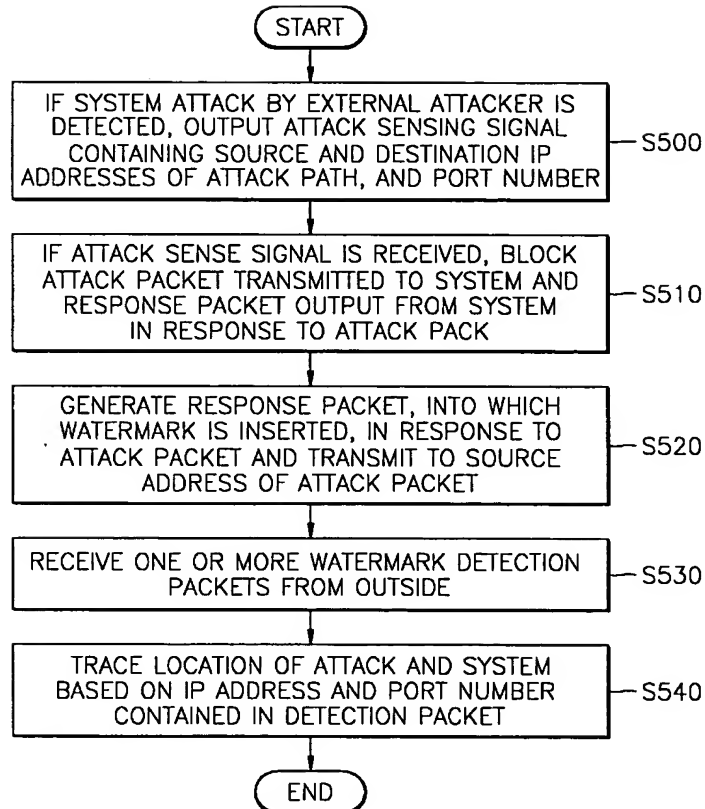 START
IF SYSTEM ATTACK BY EXTERNAL ATTACKER IS
DETECTED, OUTPUT ATTACK SENSING SIGNAL
CONTAINING SOURCE AND DESTINATION IP
ADDRESSES OF ATTACK PATH, AND PORT NUMBER
S500
IF ATTACK SENSE SIGNAL IS RECEIVED, BLOCK
ATTACK PACKET TRANSMITTED TO SYSTEM AND
RESPONSE PACKET OUTPUT FROM SYSTEM
IN RESPONSE TO ATTACK PACK
S510
GENERATE RESPONSE PACKET, INTO WHICH
WATERMARK IS INSERTED, IN RESPONSE TO
ATTACK PACKET AND TRANSMIT TO SOURCE
ADDRESS OF ATTACK PACKET
S520
RECEIVE ONE OR MORE WATERMARK DETECTION
PACKETS FROM OUTSIDE
S530
TRACE LOCATION OF ATTACK AND SYSTEM
BASED ON IP ADDRESS AND PORT NUMBER
CONTAINED IN DETECTION PACKET
S540
END